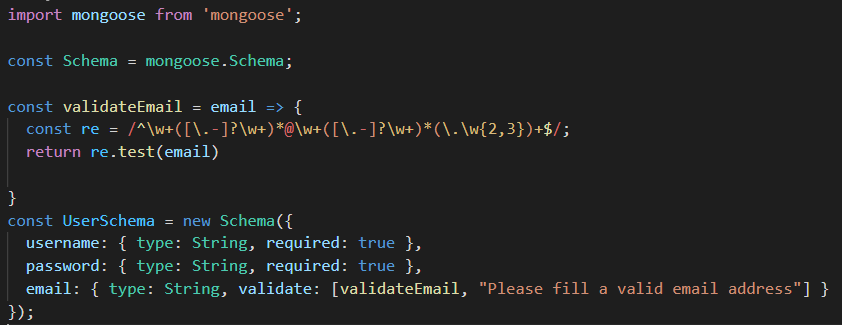 import mongoose from 'mongoose';
const Schema = mongoose.Schema;
const validateEmail = email => {
const re = /^\w+([\.-]?\w+)*@\w+([\.-]?\w+)*(\.\w{2,3})+$/;
return re.test(email)
}
const UserSchema = new Schema({
username: { type: String, required: true },
password: { type: String, required: true },
email: { type: String, validate: [validateEmail, "Please fill a valid email address"] }
});